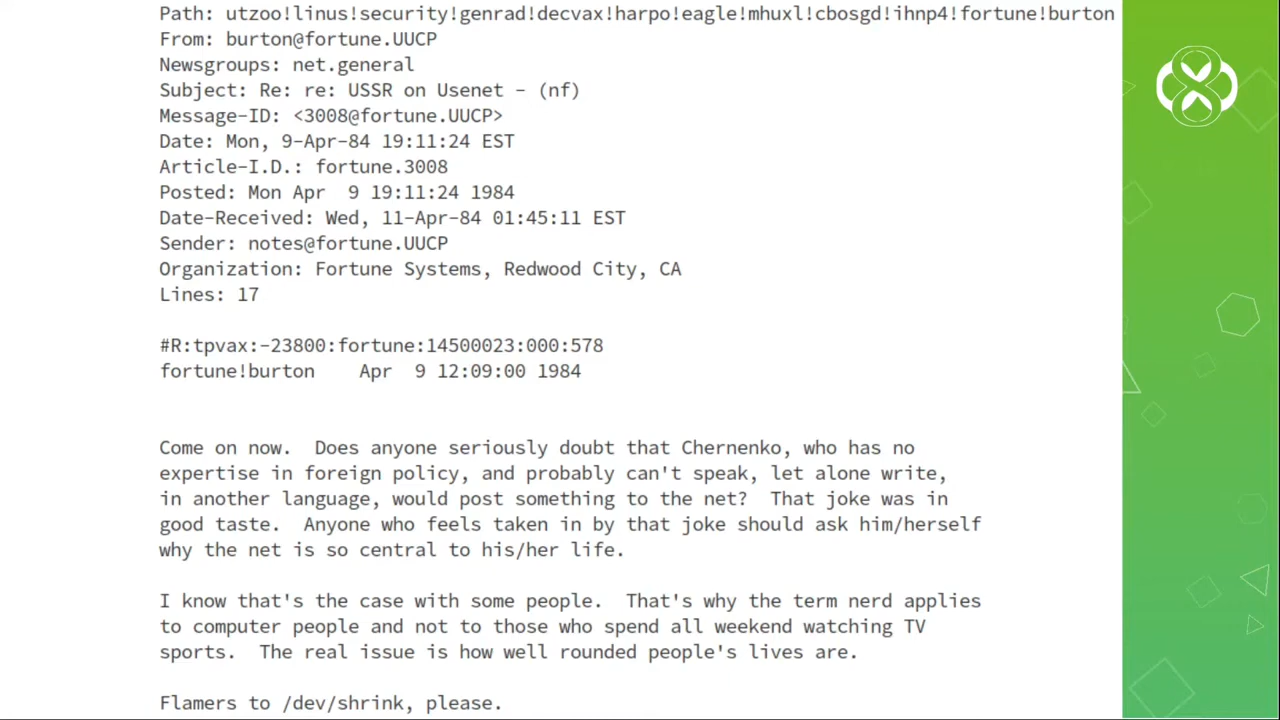 Path: utzoo!linus!security!genrad!decvax!harpo!eagle!mhuxl!cbosgd!ihnp4!fortune!burton
From: burton@fortune.UUCP
Newsgroups: net.general
Subject: Re: re: USSR on Usenet - (nf)
Message-ID: <3008@fortune.UUCP>
Date: Mon, 9-Apr-84 19:11:24 EST
Article-I.D.: fortune.3008
Posted: Mon Apr  9 19:11:24 1984
Date-Received: Wed, 11-Apr-84 01:45:11 EST
Sender: notes@fortune.UUCP
Organization: Fortune Systems, Redwood City, CA
Lines: 17

#R:tpvax:-23800:fortune:14500023:000:578
fortune!burton    Apr  9 12:09:00 1984

Come on now.  Does anyone seriously doubt that Chernenko, who has no
expertise in foreign policy, and probably can't speak, let alone write,
in another language, would post something to the net?  That joke was in
good taste.  Anyone who feels taken in by that joke should ask him/herself
why the net is so central to his/her life.

I know that's the case with some people.  That's why the term nerd applies
to computer people and not to those who spend all weekend watching TV
sports.  The real issue is how well rounded people's lives are.

Flamers to /dev/shrink, please.